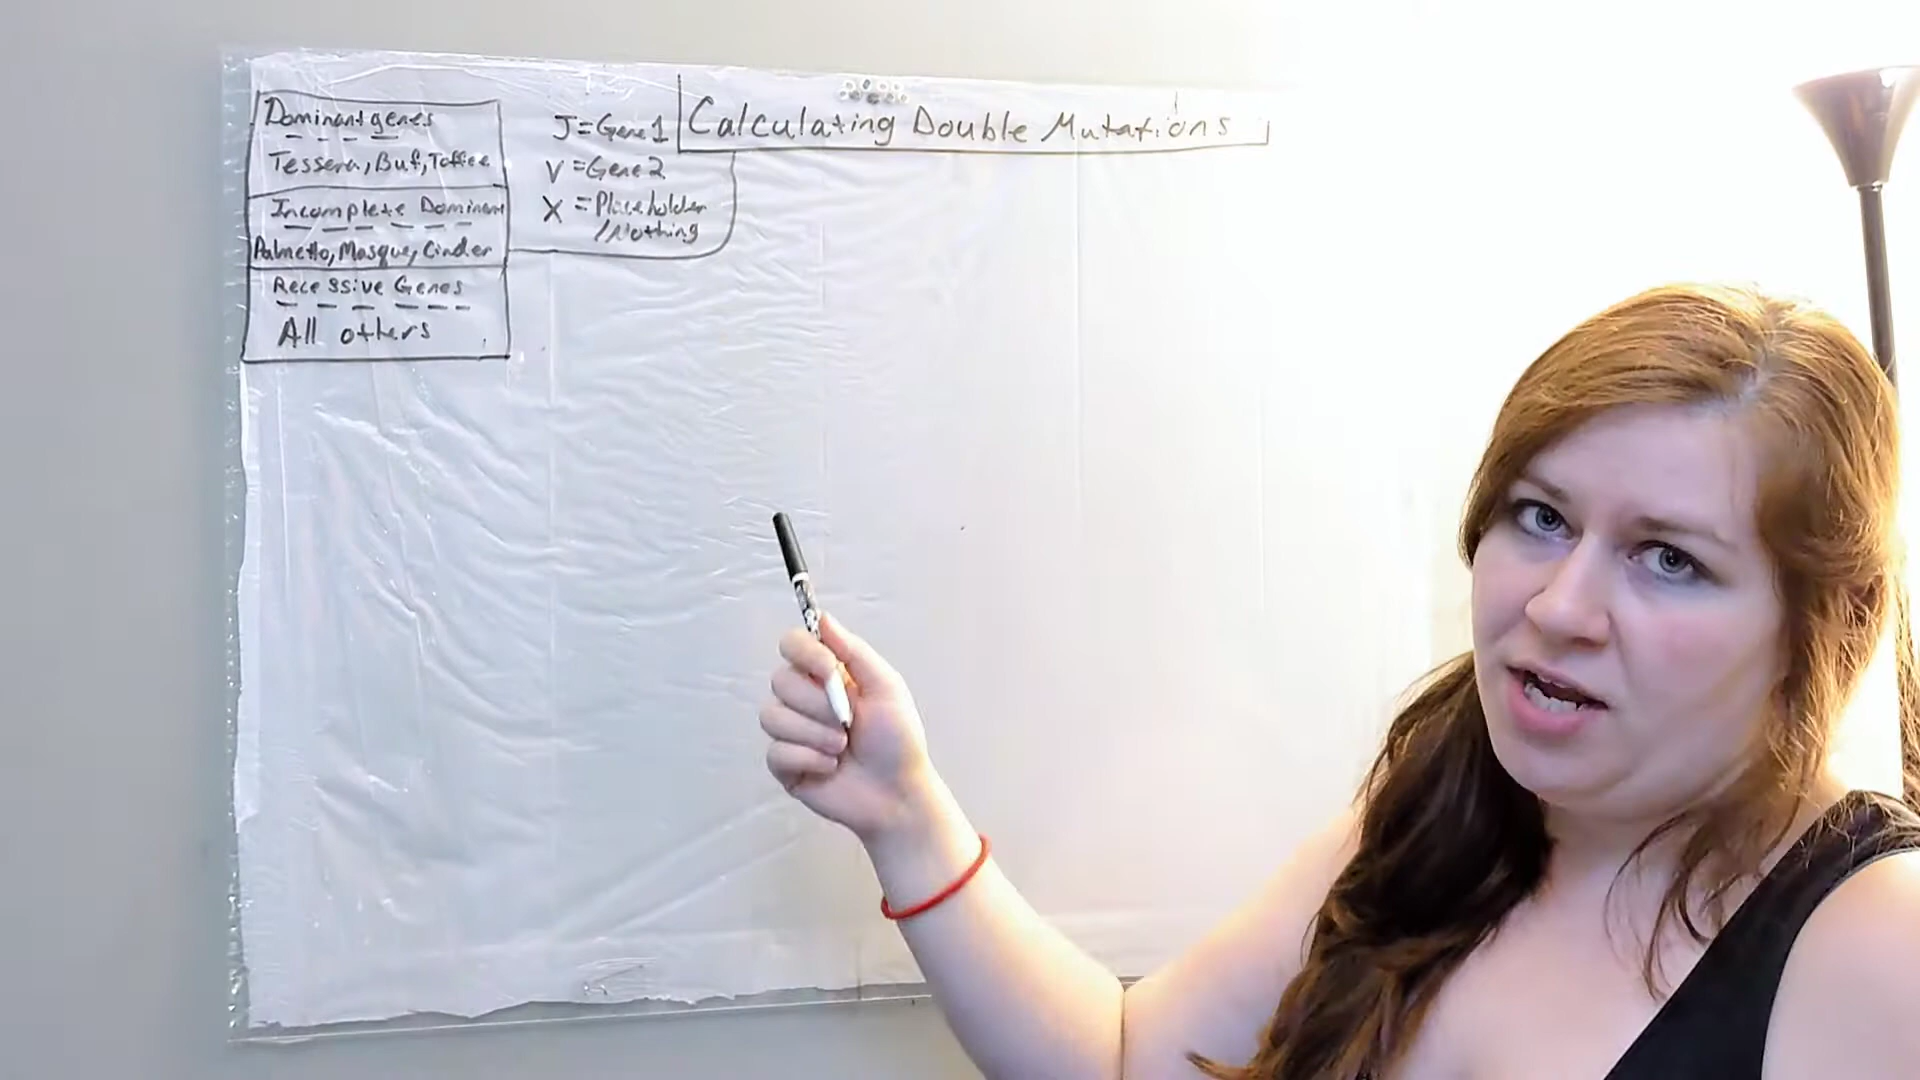 Dominant genes
Tessera, Buf, Toffee
Incomplete Dominant
Palmetto, Masque, Cinder
Recessive Genes
All others
J = Gene 1
V = Gene 2
X = Placeholder
/Nothing
Calculating Double Mutations